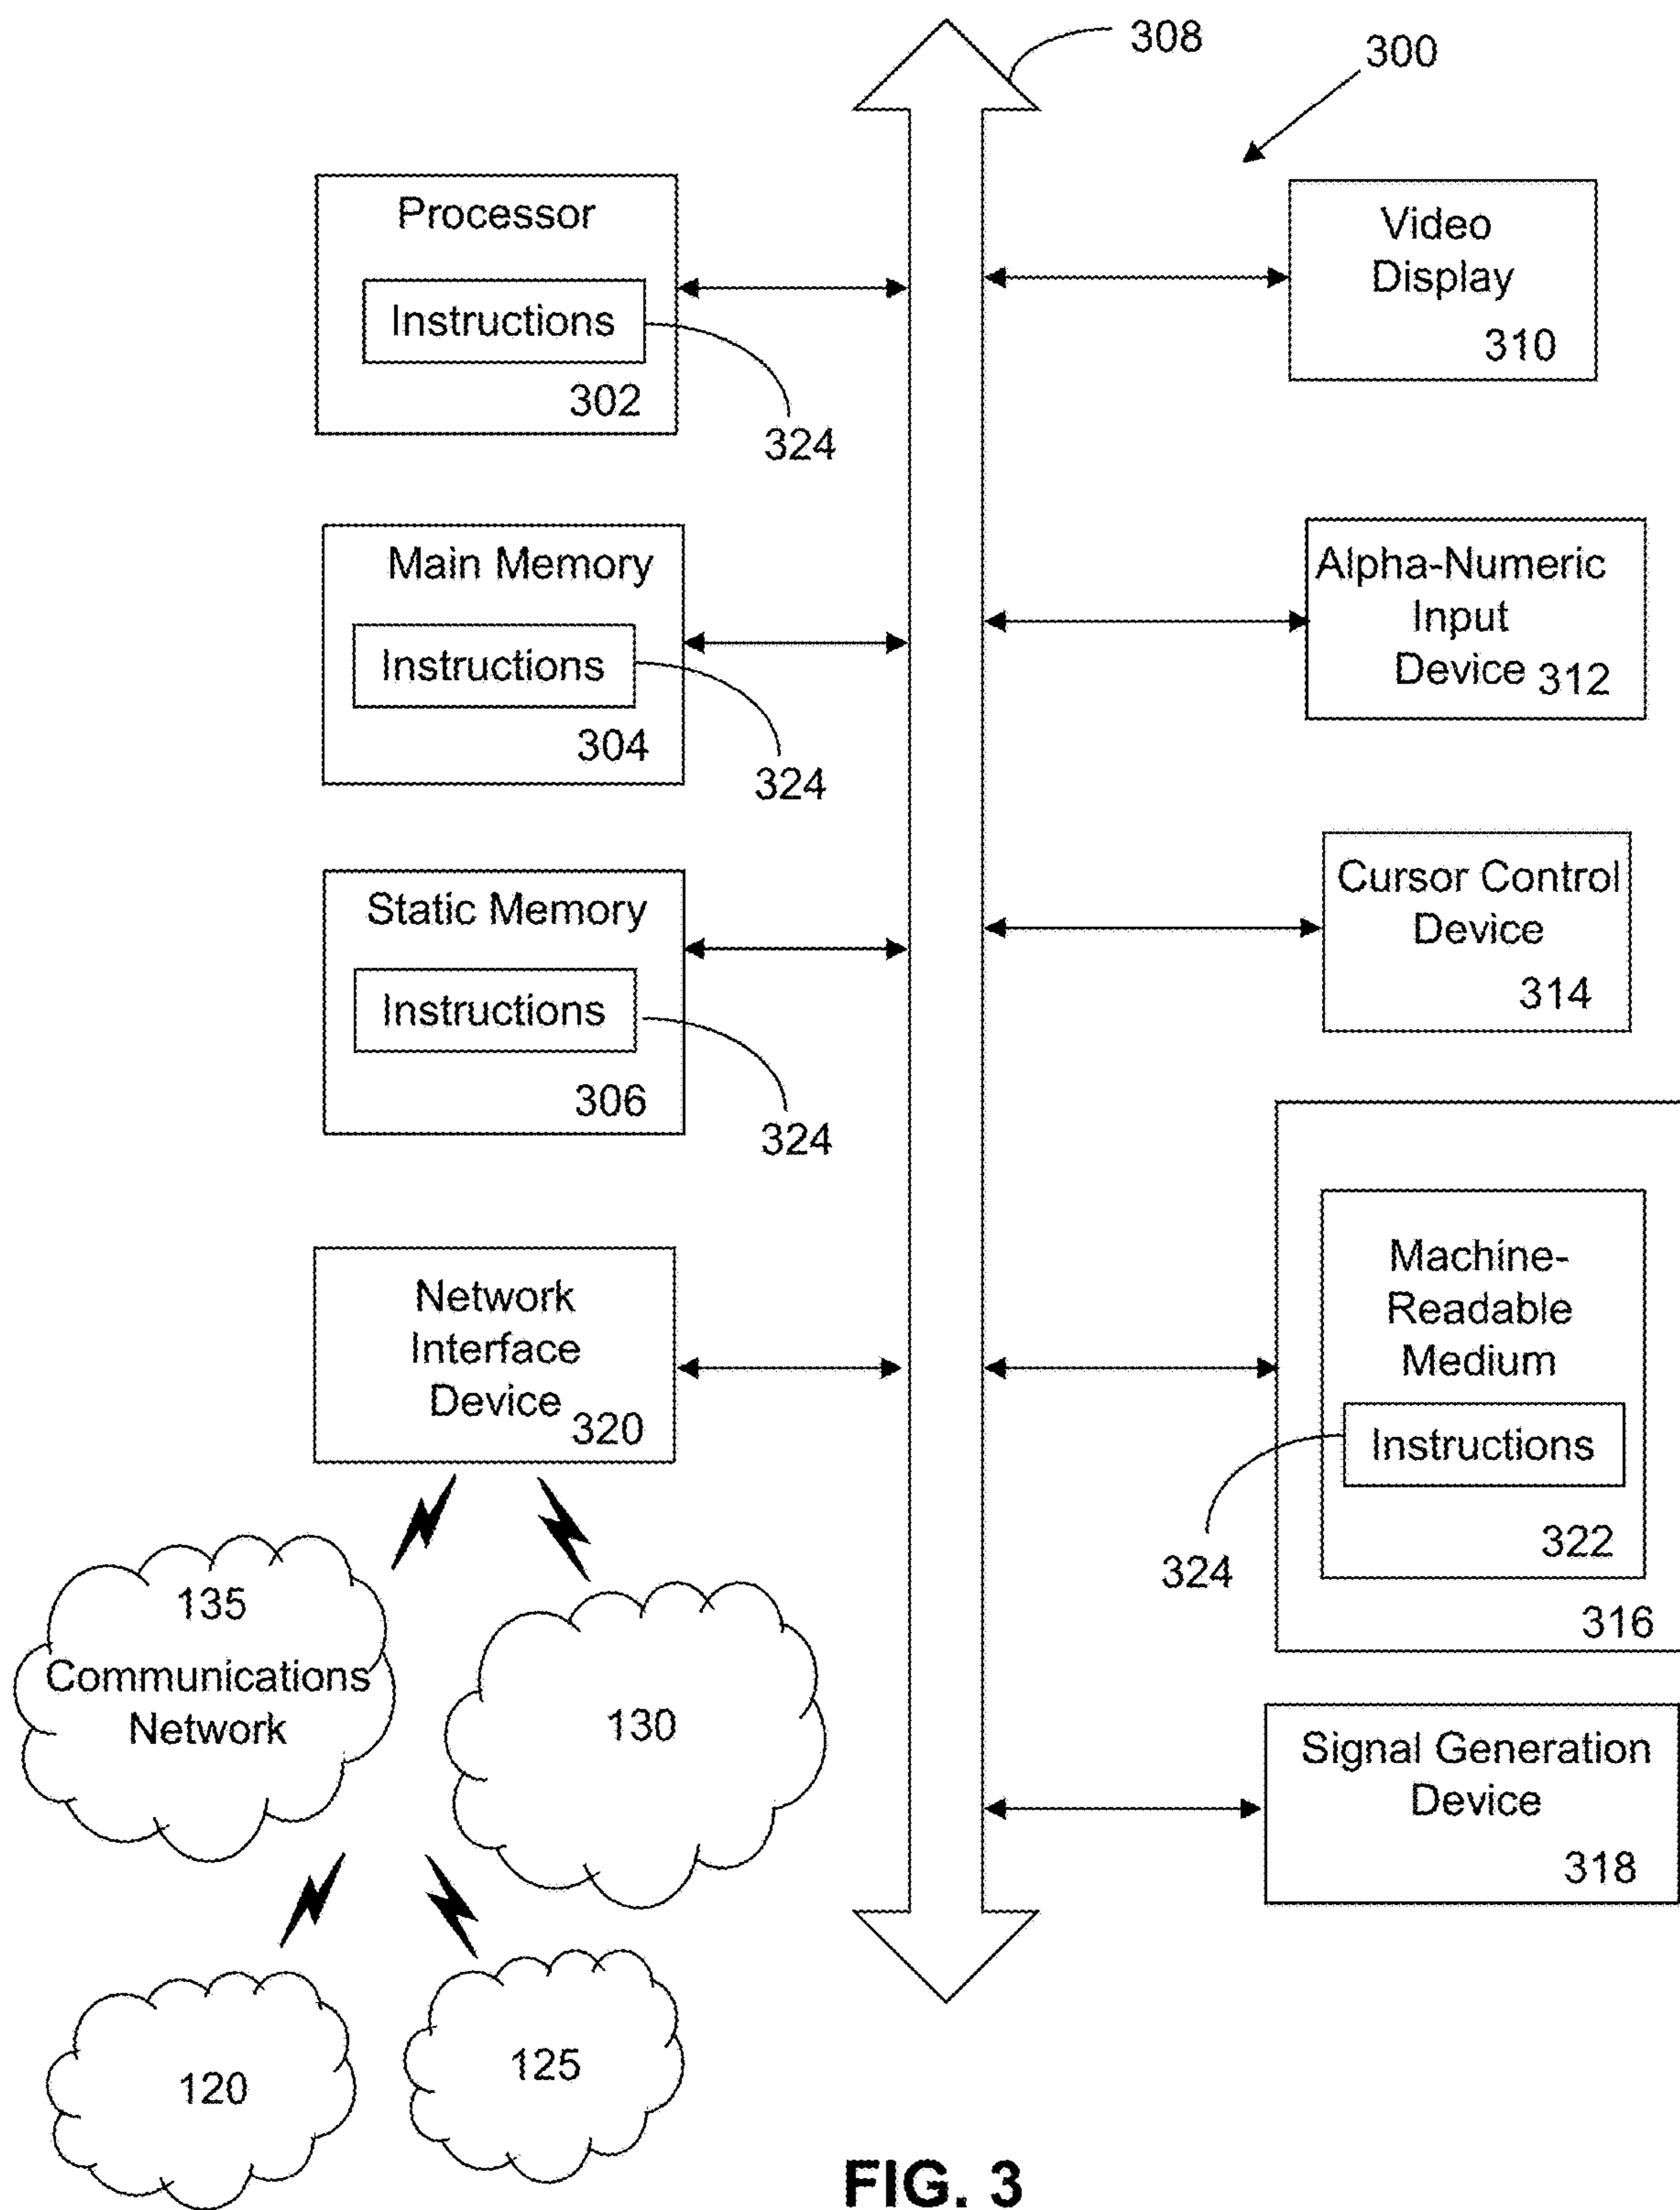 308
300
Processor
Instructions
302
324
Video
Display
310
Main Memory
Instructions
304
324
Alpha-Numeric
Input
Device 312
Static Memory
Instructions
306
324
Cursor Control
Device
314
Network
Interface
Device
320
Machine-
Readable
Medium
Instructions
322
324
316
135
Communications
Network
130
Signal Generation
Device
318
120
125
FIG. 3